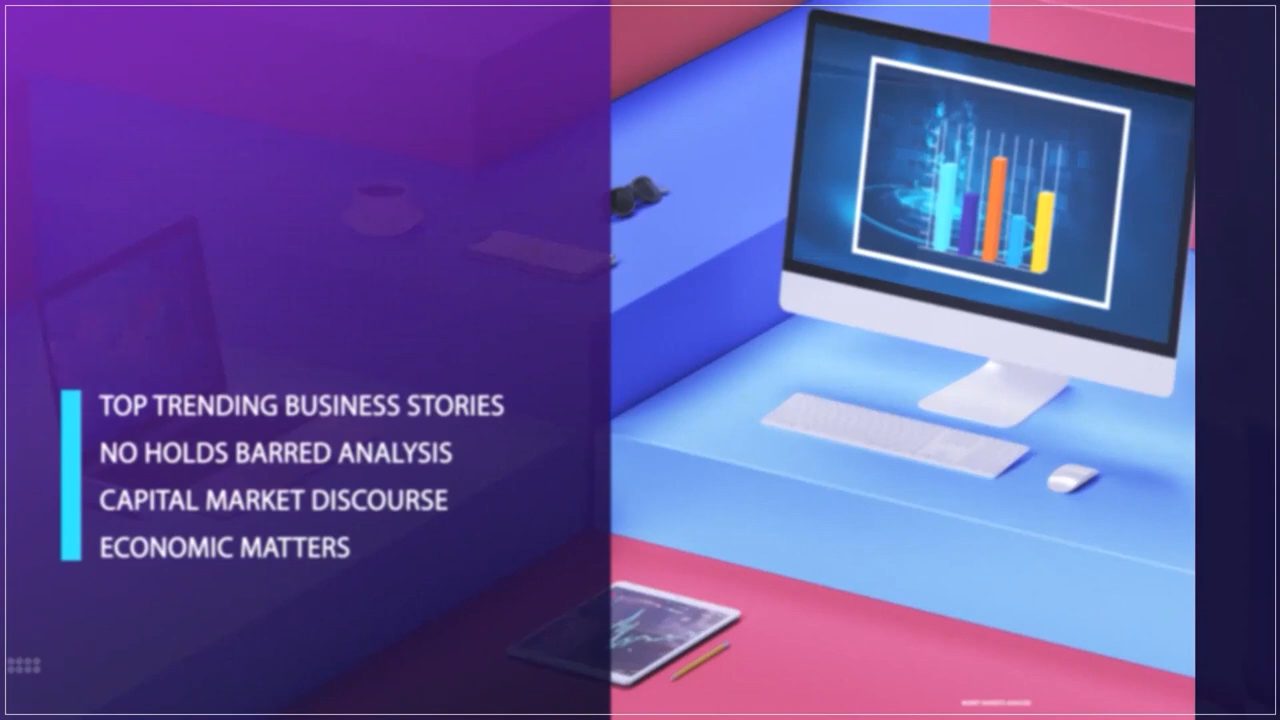 TOP TRENDING BUSINESS STORIES
NO HOLDS BARRED ANALYSIS
CAPITAL MARKET DISCOURSE
ECONOMIC MATTERS